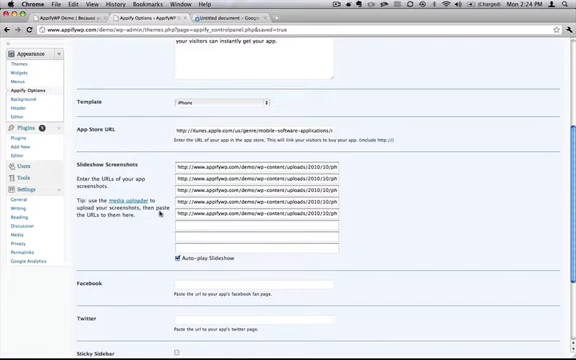 Chrome File Edit View History Bookmarks Window Help
(Charged) Mon 2:24 PM
AppifyWP Demo | Because
Appify Options ‹ AppifyWP D
Untitled document - Google
www.appifywp.com/demo/wp-admin/themes.php?page=appify_controlpanel.php&saved=true
Appearance
Themes
Widgets
Menus
Appify Options
Background
Header
Editor
Plugins 1
Plugins
Add New
Editor
Users
Tools
Settings
General
Writing
Reading
Discussion
Media
Privacy
Permalinks
Google Analytics
your visitors can instantly get your app.
Template
iPhone
App Store URL
http://itunes.apple.com/us/genre/mobile-software-applications/
Enter the URL of your app in the app store. This will link your visitors to buy your app. (include http://)
Slideshow Screenshots
Enter the URLs of your app
screenshots.
Tip: use the media uploader to
upload your screenshots, then paste
the URLs to them here.
http://www.appifywp.com/demo/wp-content/uploads/2010/10/ph
http://www.appifywp.com/demo/wp-content/uploads/2010/10/ph
http://www.appifywp.com/demo/wp-content/uploads/2010/10/ph
http://www.appifywp.com/demo/wp-content/uploads/2010/10/ph
http://www.appifywp.com/demo/wp-content/uploads/2010/10/ph
Auto-play Slideshow
Facebook
Paste the url to your app's facebook fan page.
Twitter
Paste the url to your app's twitter page.
Sticky Sidebar